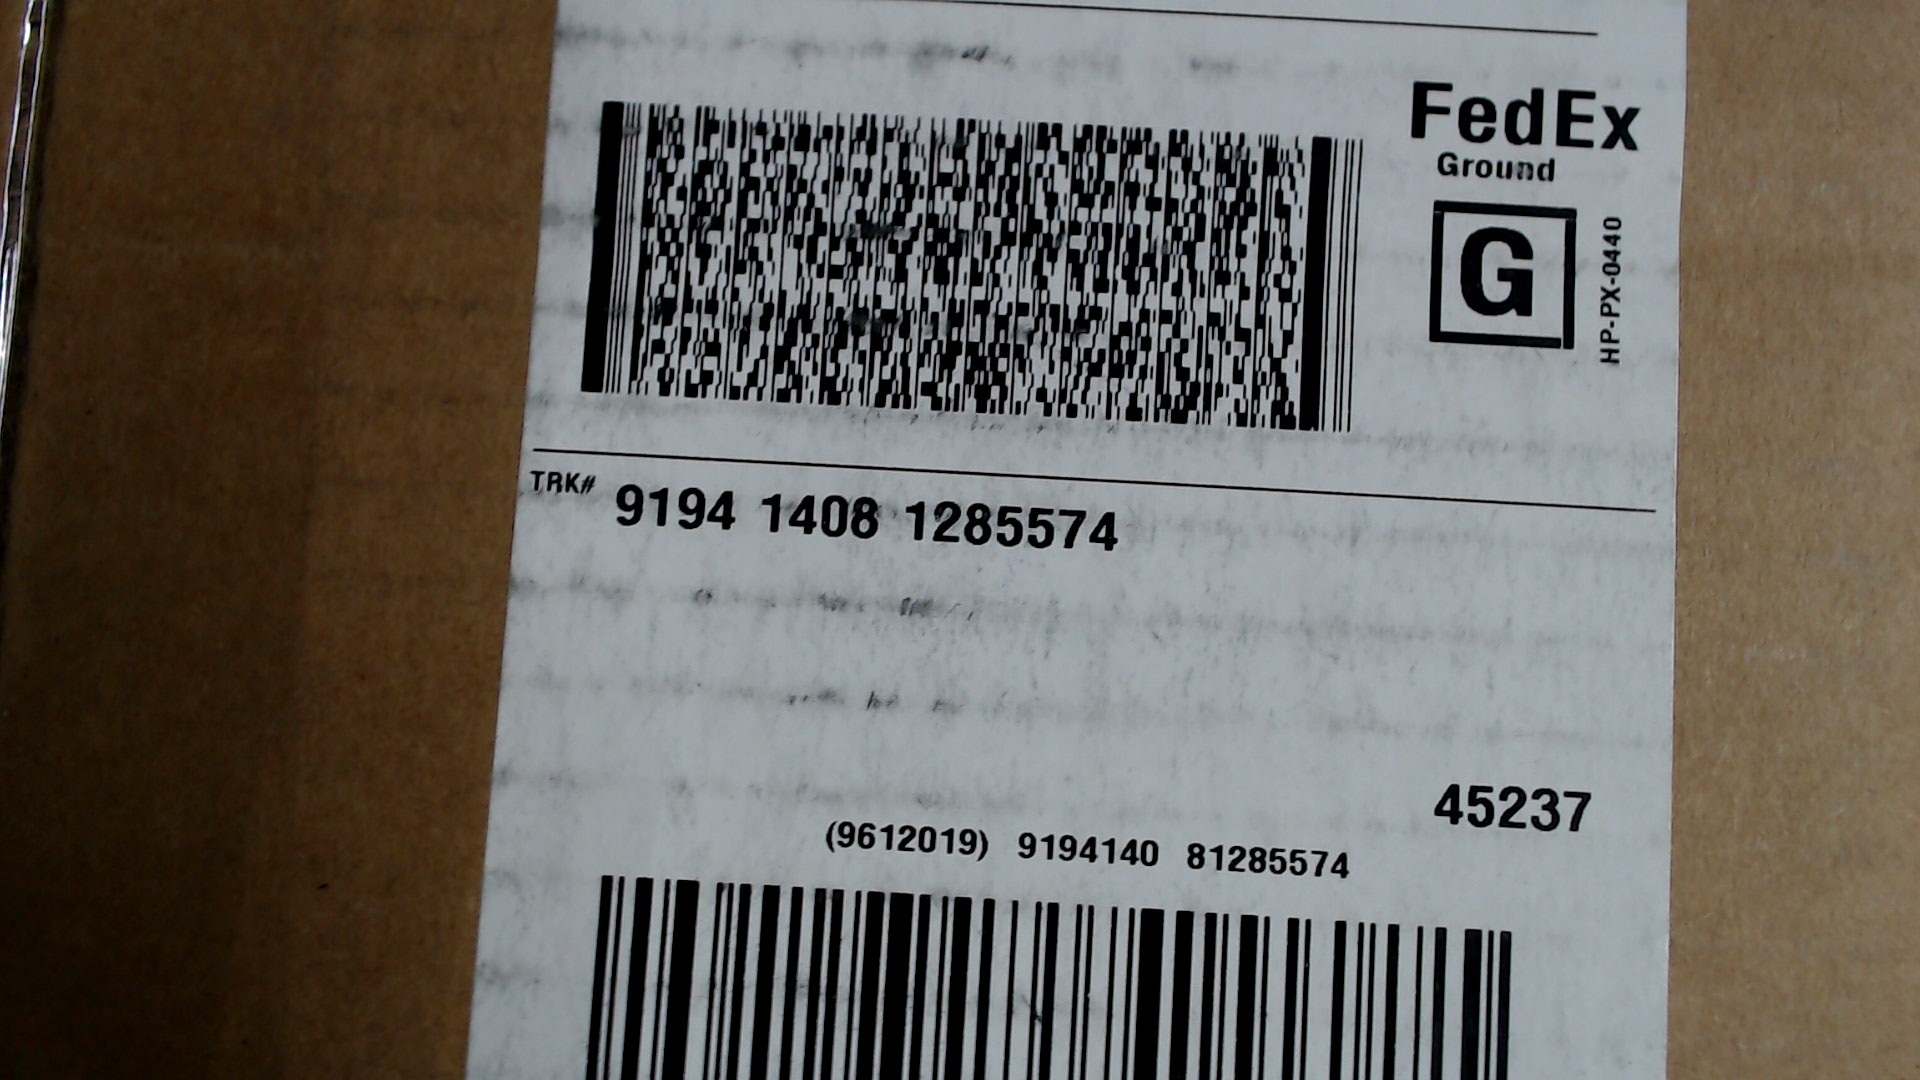 FedEx
Ground
G
HP-PX-0440
TRK# 9194 1408 1285574
45237
(9612019) 9194140 81285574